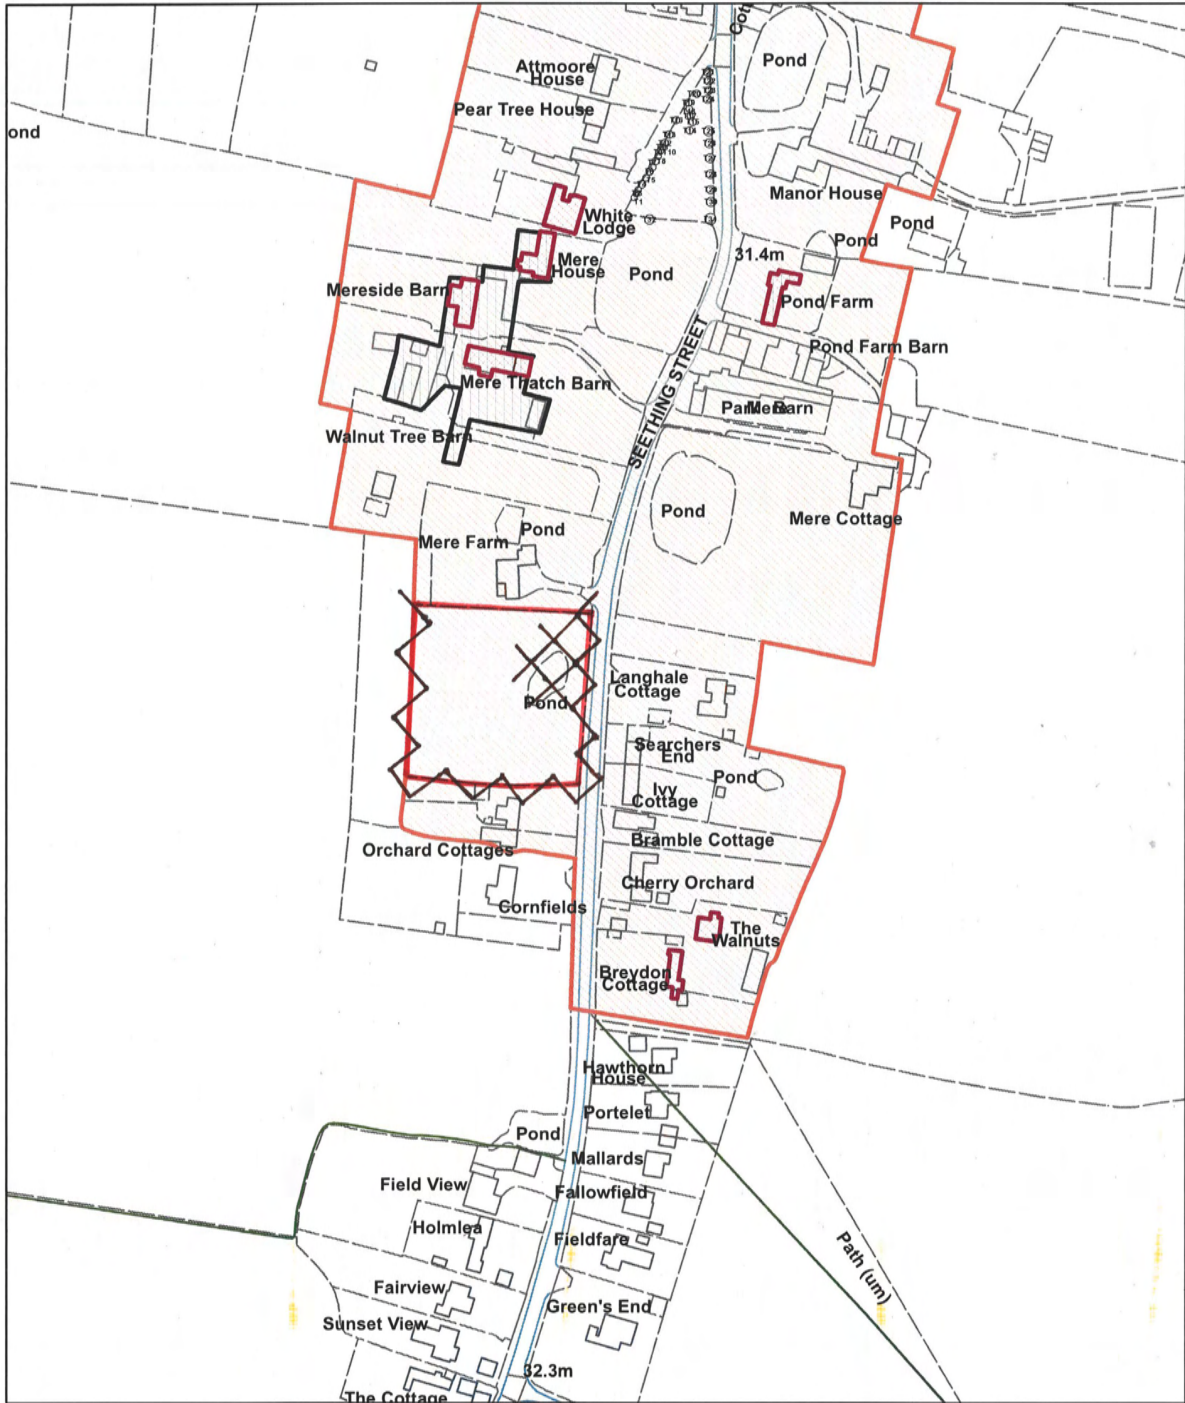 Cott
Pond
Attmoore
House
Pear Tree House
ond
Manor House
White
Lodge
Pond
Pond
31.4m
Mere
House
Pond
Mereside Barn
Pond Farm
Pond Farm Barn
Mere Thatch Barn
SEETHING STREET
Walnut Tree Barn
Pond
Mere Cottage
Pond
Mere Farm
Langhale
Cottage
Pond
Searchers
End
Pond
Ivy
Cottage
Bramble Cottage
Orchard Cottages
Cherry Orchard
Cornfields
The
Walnuts
Breydon
Cottage
Hawthorn
House
Portelet
Pond
Mallards
Field View
Fallowfield
Holmlea
Fieldfare
Path (um)
Fairview
Green's End
Sunset View
32.3m
The Cottage